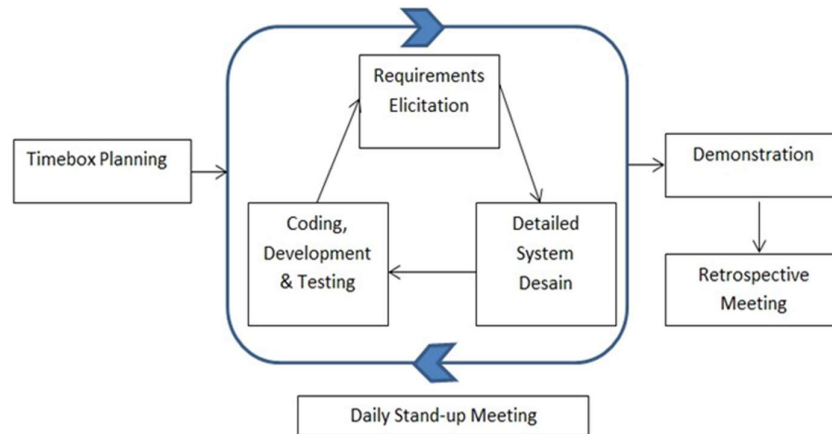 Timebox Planning
Requirements
Elicitation
Detailed
System
Desain
Coding,
Development
& Testing
Demonstration
Retrospective
Meeting
Daily Stand-up Meeting